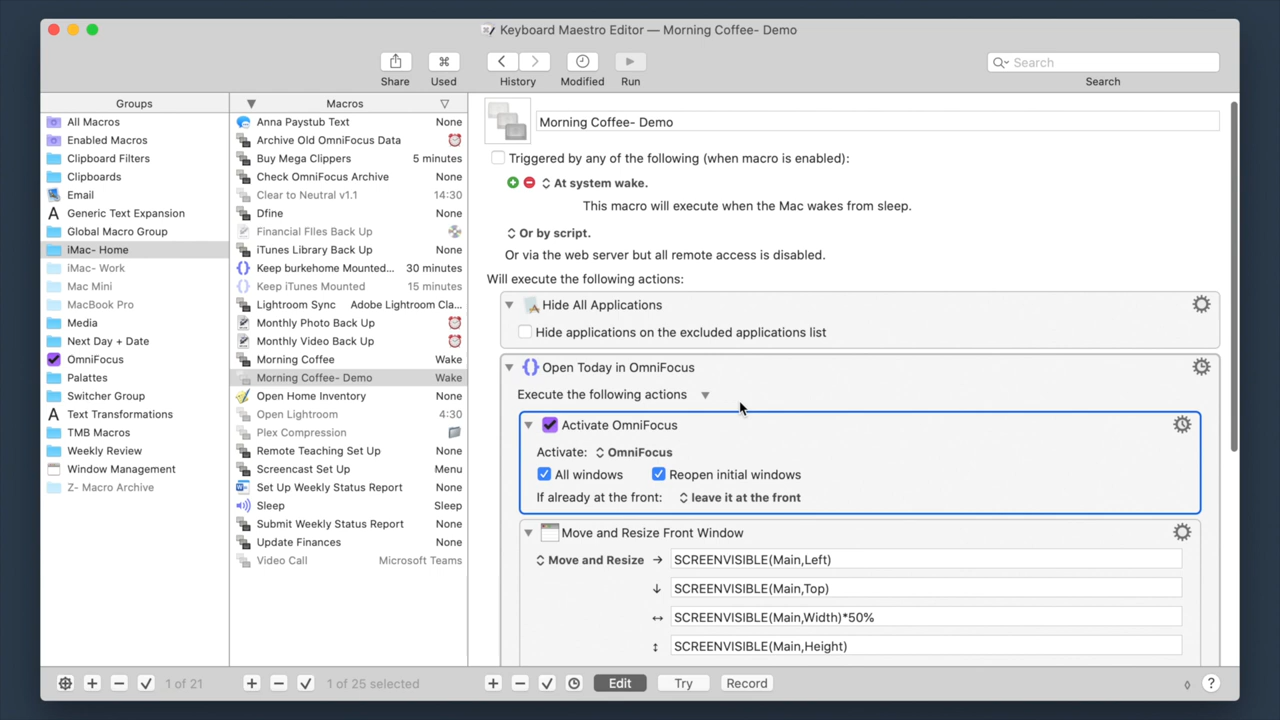 Keyboard Maestro Editor — Morning Coffee- Demo
Share
Used
History
Modified
Run
Search
Search
Groups
All Macros
Enabled Macros
Clipboard Filters
Clipboards
Email
Generic Text Expansion
Global Macro Group
iMac- Home
iMac- Work
Mac Mini
MacBook Pro
Media
Next Day + Date
OmniFocus
Palattes
Switcher Group
Text Transformations
TMB Macros
Weekly Review
Window Management
Z- Macro Archive
Macros
Anna Paystub Text None
Archive Old OmniFocus Data
Buy Mega Clippers 5 minutes
Check OmniFocus Archive None
Clear to Neutral v1.1 14:30
Dfine None
Financial FIles Back Up
iTunes Library Back Up None
Keep burkehome Mounted... 30 minutes
Keep iTunes Mounted 15 minutes
Lightroom Sync Adobe Lightroom Cla...
Monthly Photo Back Up
Monthly Video Back Up
Morning Coffee Wake
Morning Coffee- Demo Wake
Open Home Inventory None
Open Lightroom 4:30
Plex Compression
Remote Teaching Set Up None
Screencast Set Up Menu
Set Up Weekly Status Report None
Sleep Sleep
Submit Weekly Status Report None
Update Finances None
Video Call Microsoft Teams
Morning Coffee- Demo
Triggered by any of the following (when macro is enabled):
At system wake.
This macro will execute when the Mac wakes from sleep.
Or by script.
Or via the web server but all remote access is disabled.
Will execute the following actions:
Hide All Applications
Hide applications on the excluded applications list
Open Today in OmniFocus
Execute the following actions
Activate OmniFocus
Activate: OmniFocus
All windows Reopen initial windows
If already at the front: leave it at the front
Move and Resize Front Window
Move and Resize → SCREENVISIBLE(Main,Left)
↓ SCREENVISIBLE(Main,Top)
↔ SCREENVISIBLE(Main,Width)*50%
↕ SCREENVISIBLE(Main,Height)
1 of 21
1 of 25 selected
Edit
Try
Record
?